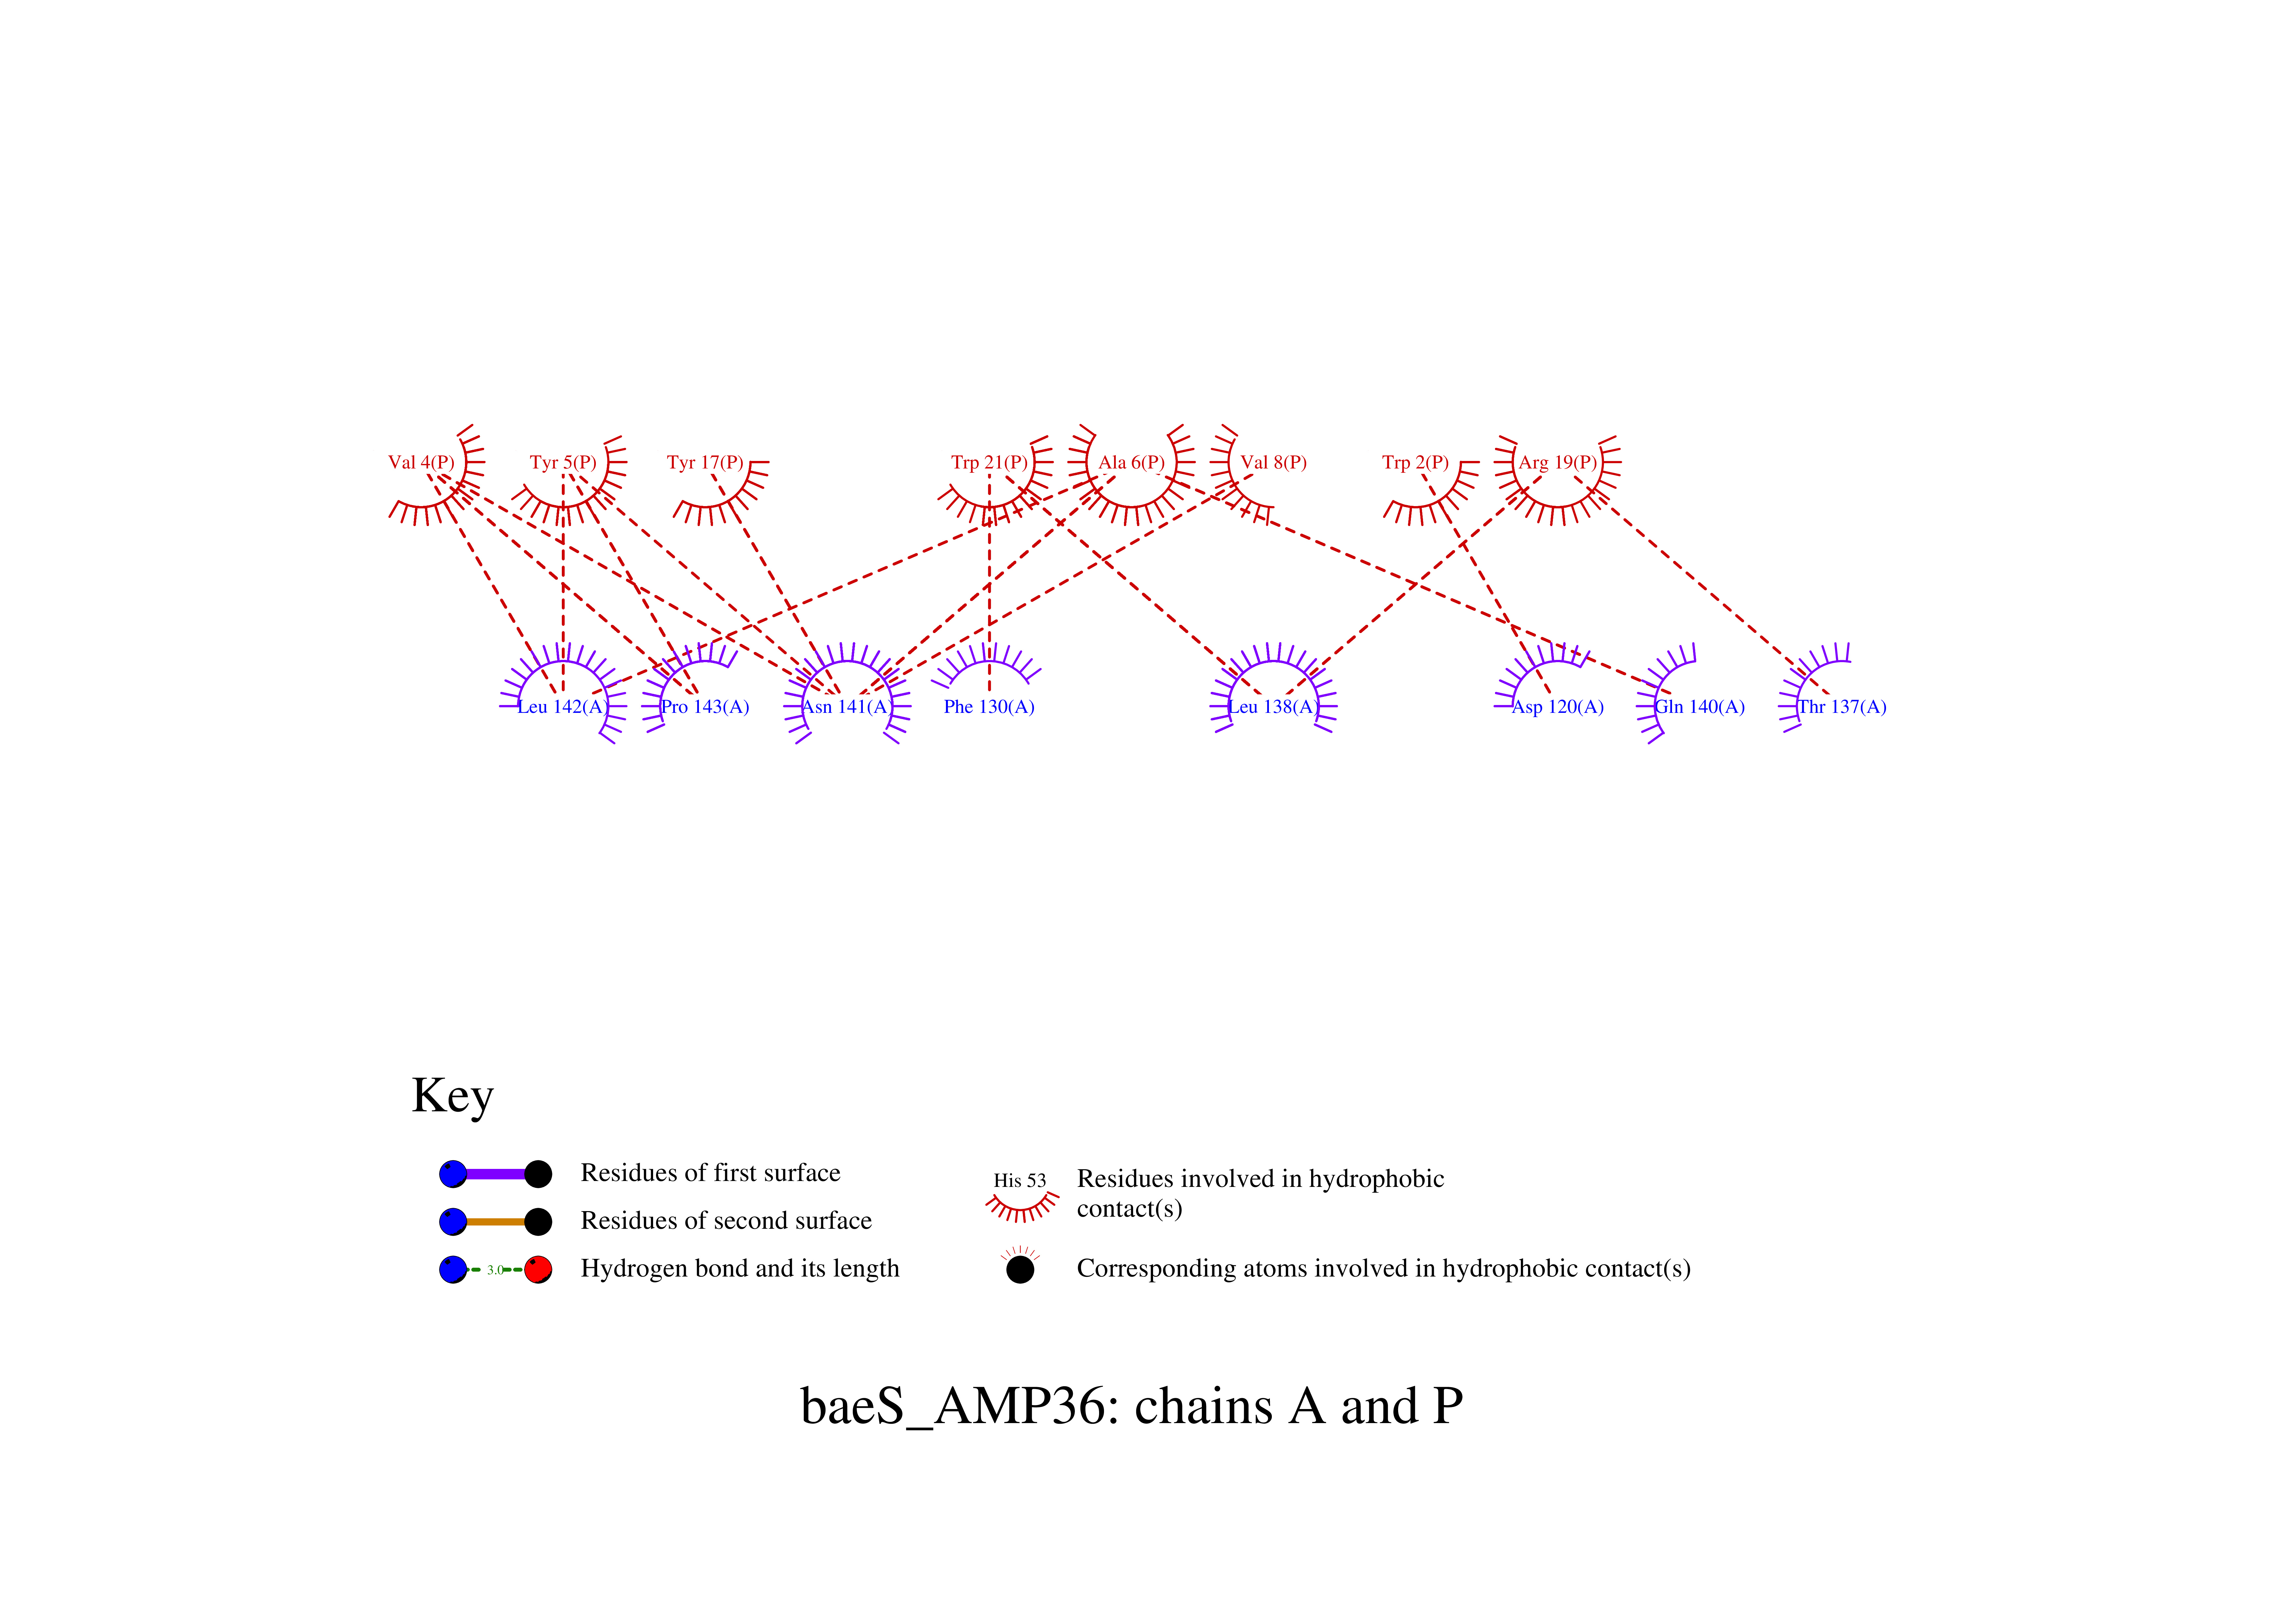 Val 4(P) Tyr 5(P) Tyr 17(P) Trp 21(P) Ala 6(P) Val 8(P) Trp 2(P) Arg 19(P)
Leu 142(A) Pro 143(A) Asn 141(A) Phe 130(A) Leu 138(A) Asp 120(A) Gln 140(A) Thr 137(A)
Key
Residues of first surface
Residues of second surface
3.0 Hydrogen bond and its length
His 53 Residues involved in hydrophobic
contact(s)
Corresponding atoms involved in hydrophobic contact(s)
baeS_AMP36: chains A and P